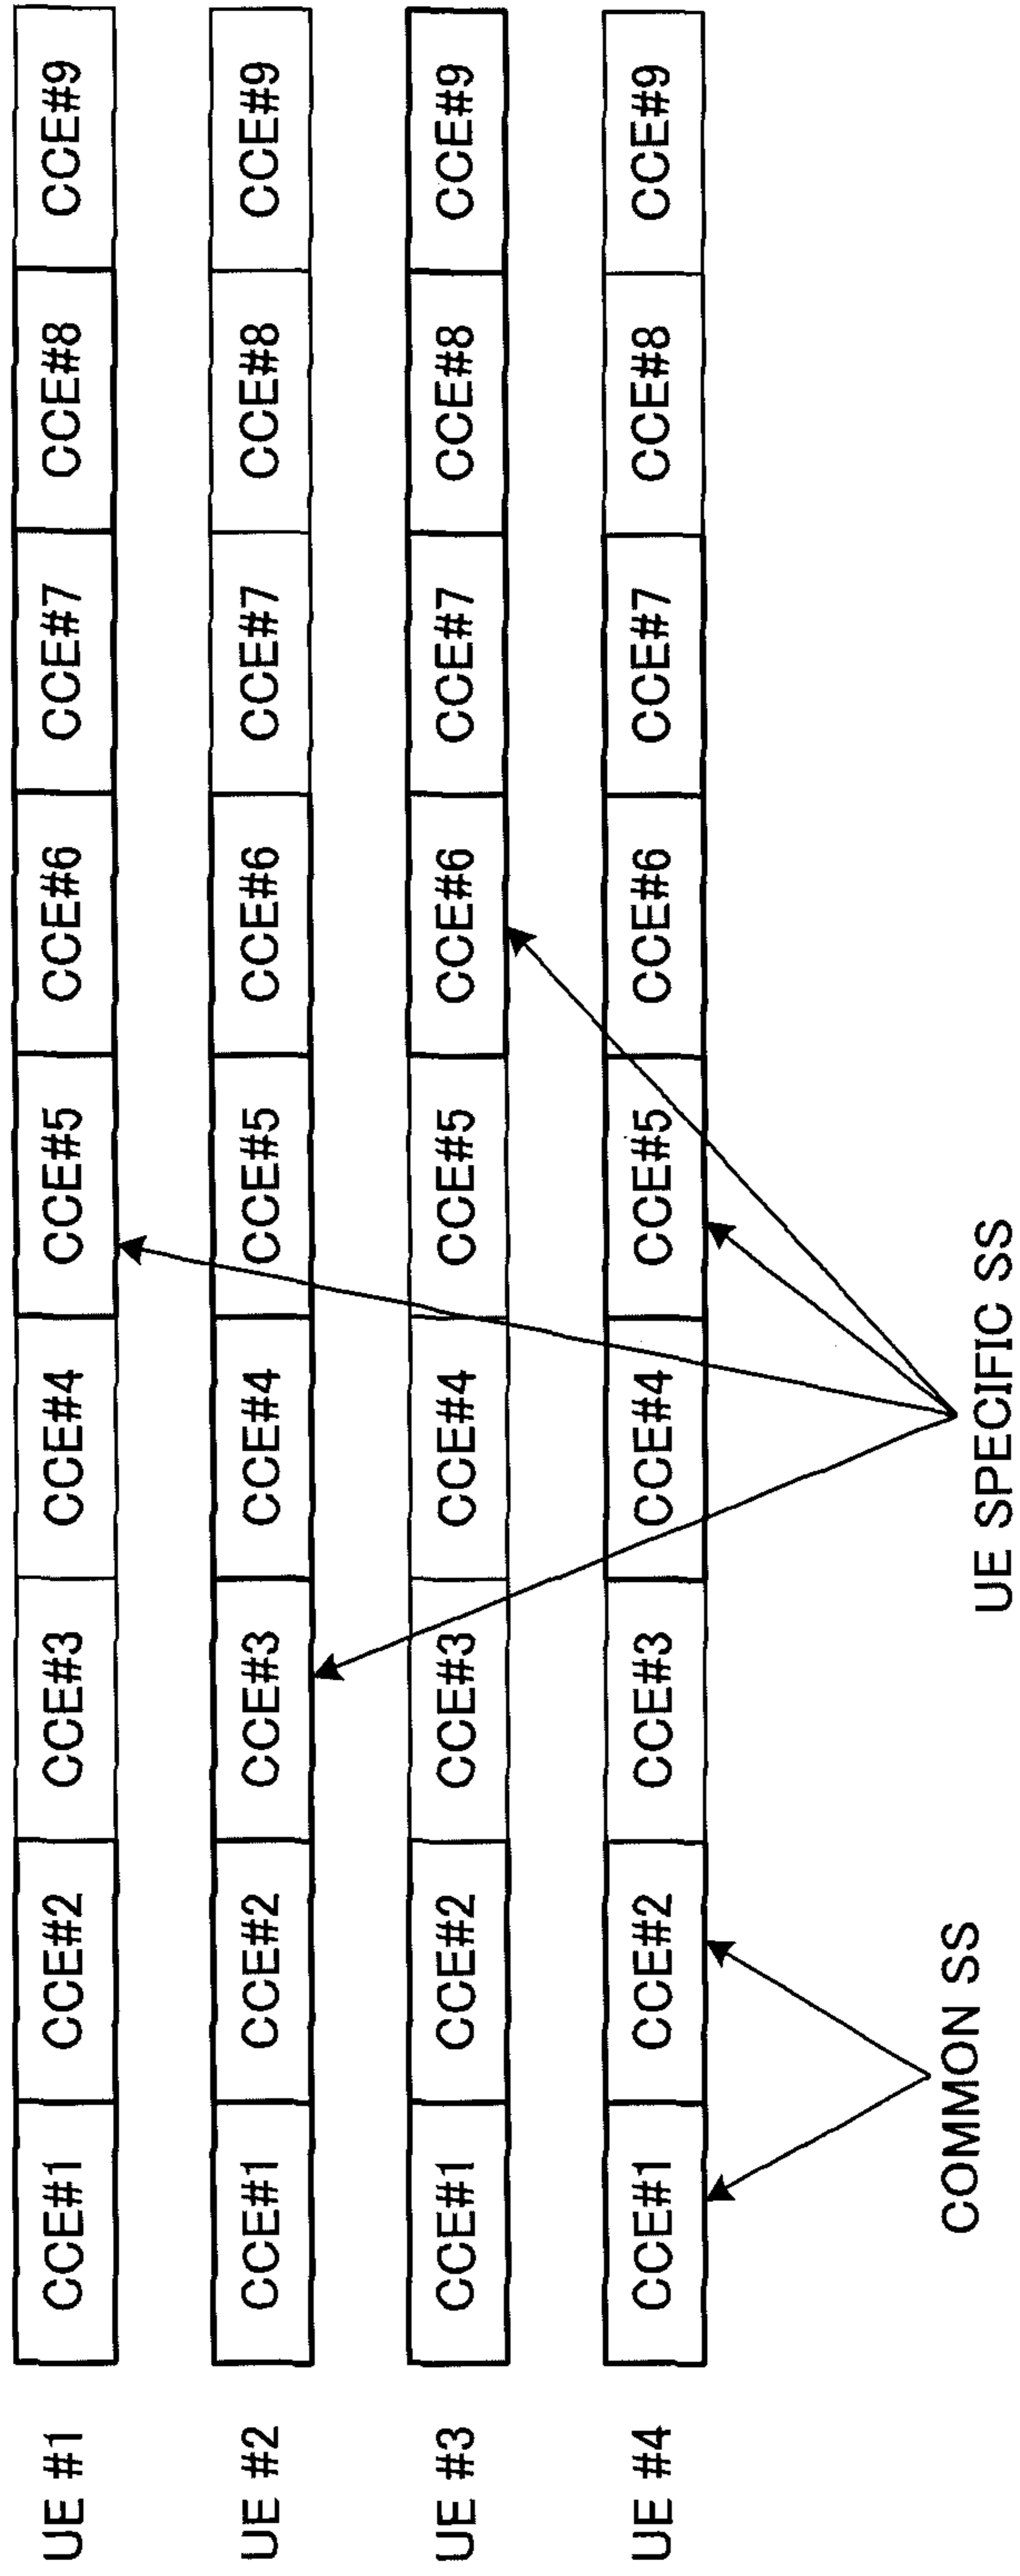 UE #1 CCE#1 CCE#2 CCE#3 CCE#4 CCE#5 CCE#6 CCE#7 CCE#8 CCE#9
UE #2 CCE#1 CCE#2 CCE#3 CCE#4 CCE#5 CCE#6 CCE#7 CCE#8 CCE#9
UE #3 CCE#1 CCE#2 CCE#3 CCE#4 CCE#5 CCE#6 CCE#7 CCE#8 CCE#9
UE #4 CCE#1 CCE#2 CCE#3 CCE#4 CCE#5 CCE#6 CCE#7 CCE#8 CCE#9
COMMON SS
UE SPECIFIC SS